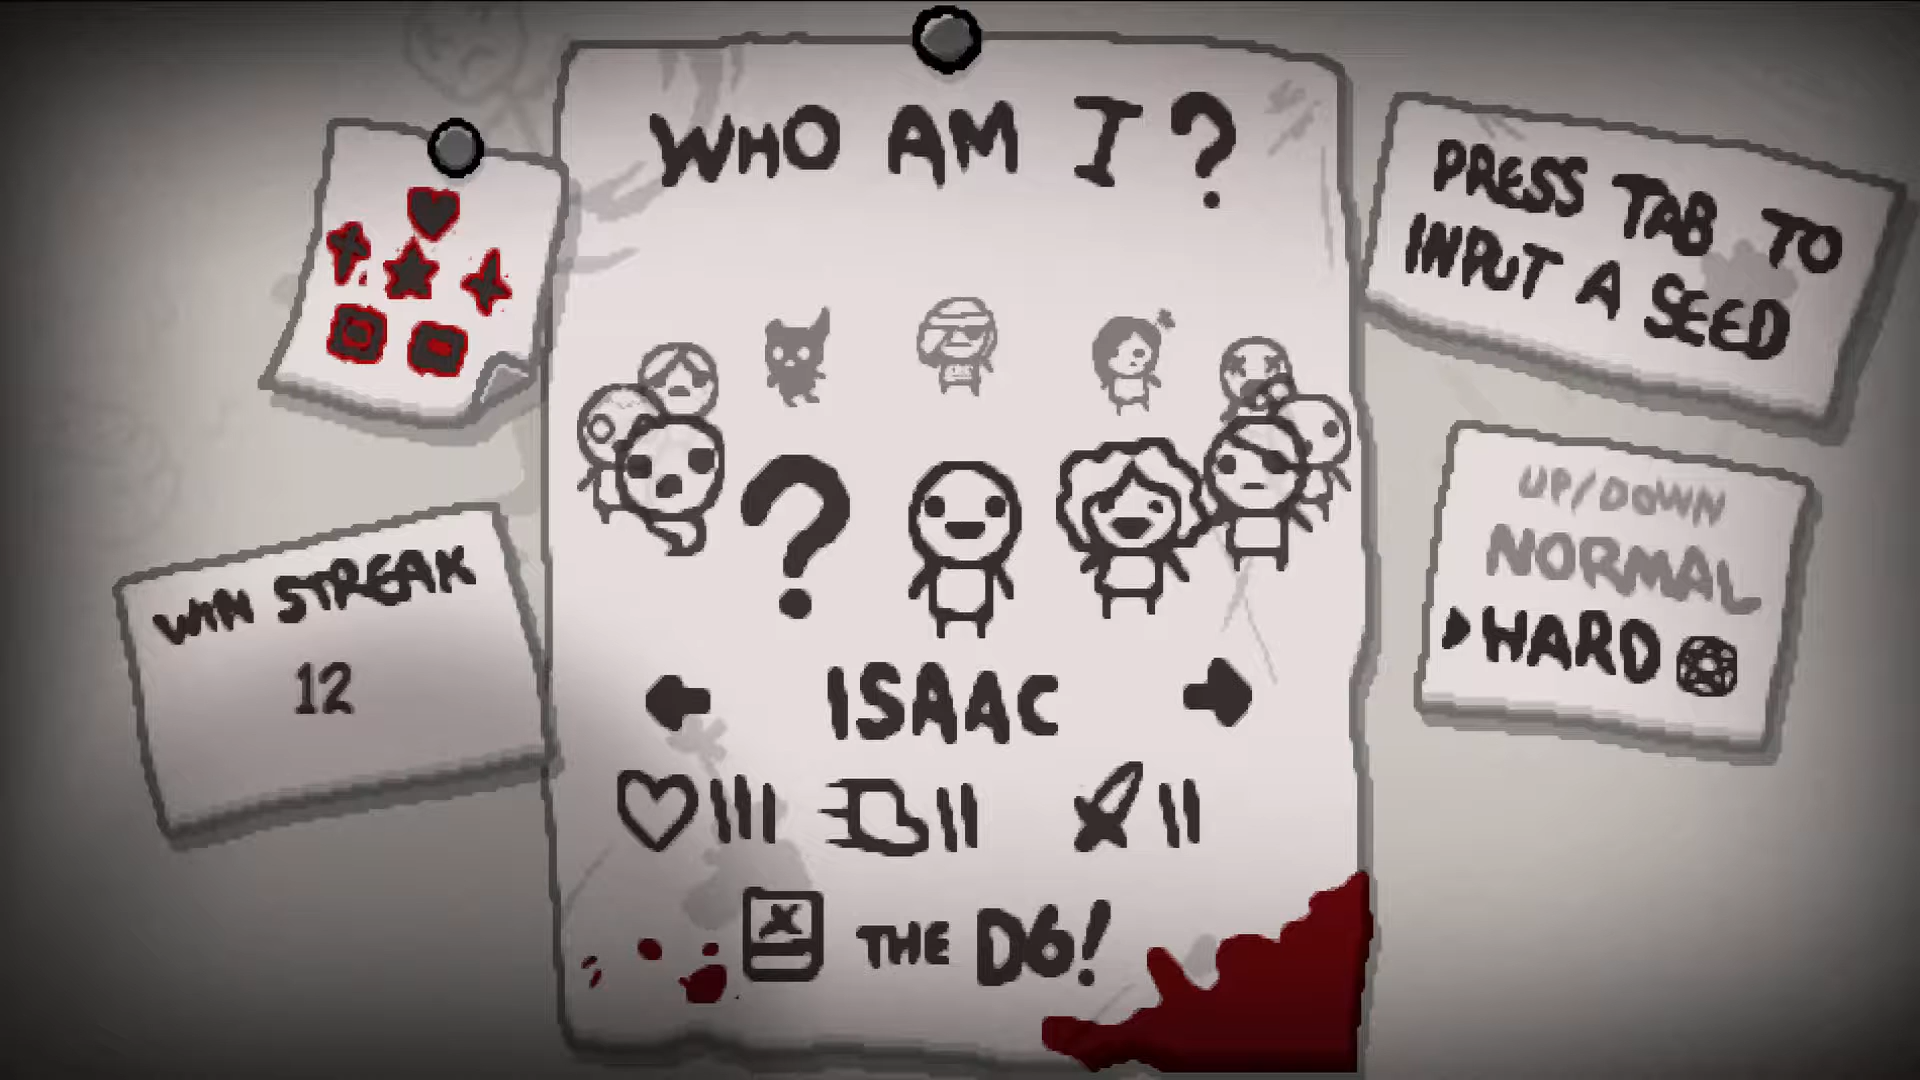 WHO AM I?
PRESS TAB TO
INPUT A SEED
WIN STREAK
12
UP/DOWN
NORMAL
HARD
?
ISAAC
THE D6!